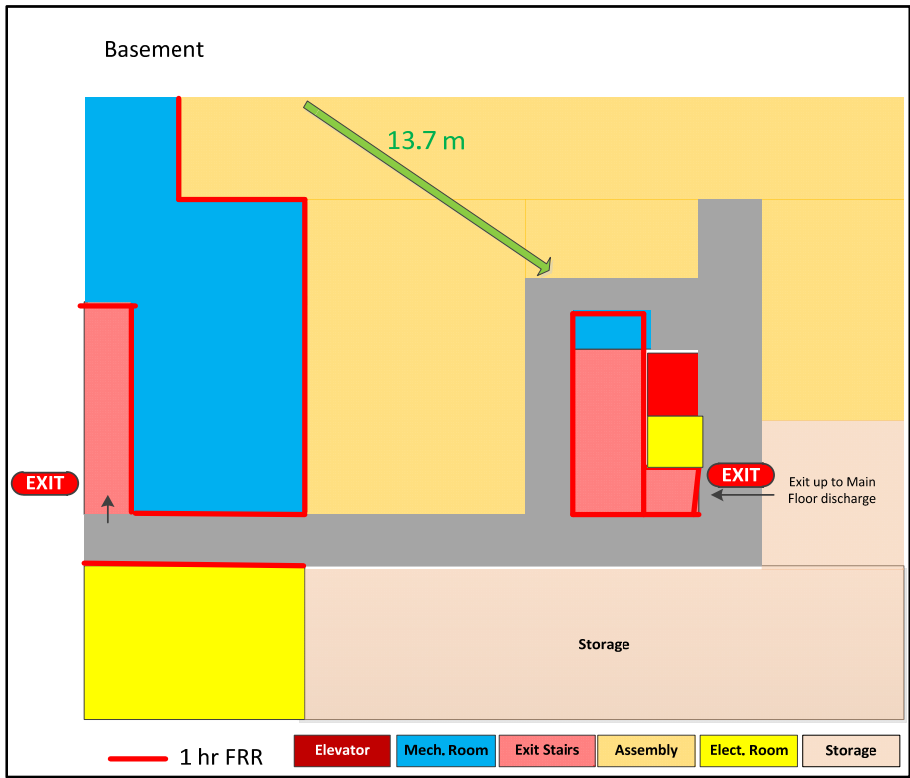 Basement
13.7 m
EXIT
EXIT
Exit up to Main
Floor discharge
Storage
1 hr FRR
Elevator
Mech. Room
Exit Stairs
Assembly
Elect. Room
Storage